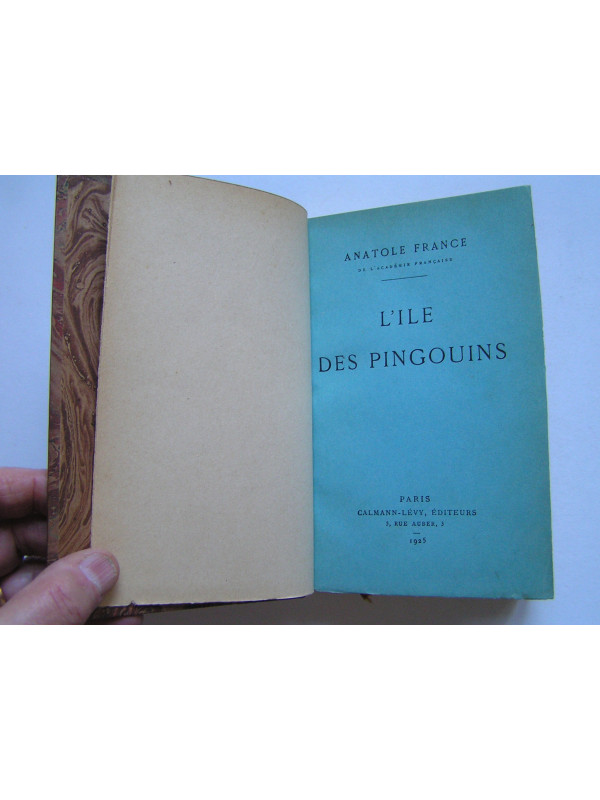 ANATOLE FRANCE
DE L'ACADÉMIE FRANÇAISE
L'ILE
DES PINGOUINS
PARIS
CALMANN-LÉVY, ÉDITEURS
3, RUE AUBER, 3
1925